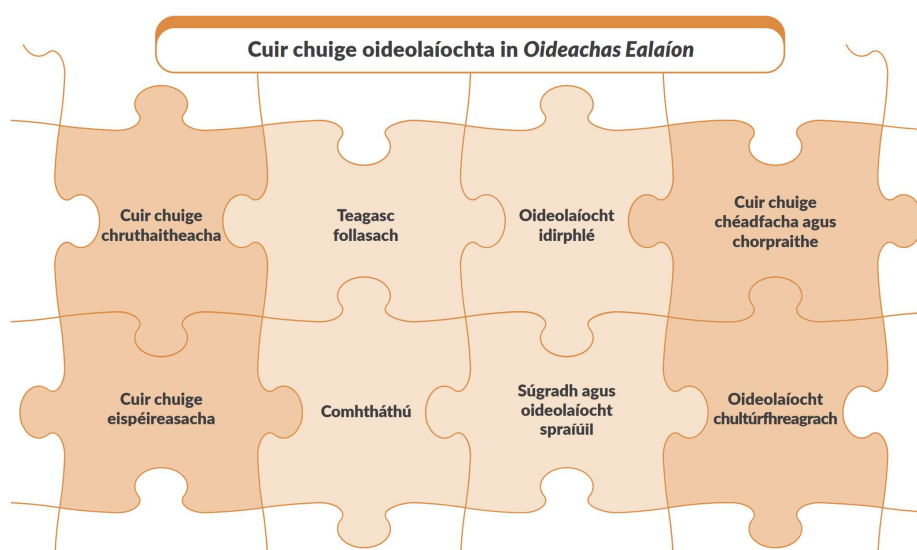 Cuir chuige oideolaíochta in Oideachas Ealaíon
Cuir chuige
chruthaitheacha
Teagasc
follasach
Oideolaíocht
idirphlé
Cuir chuige
chéadfacha agus
chorpraithe
Cuir chuige
eispéireasacha
Comhtháthú
Súgradh agus
oideolaíocht
spraíúil
Oideolaíocht
chultúrfhreagrach